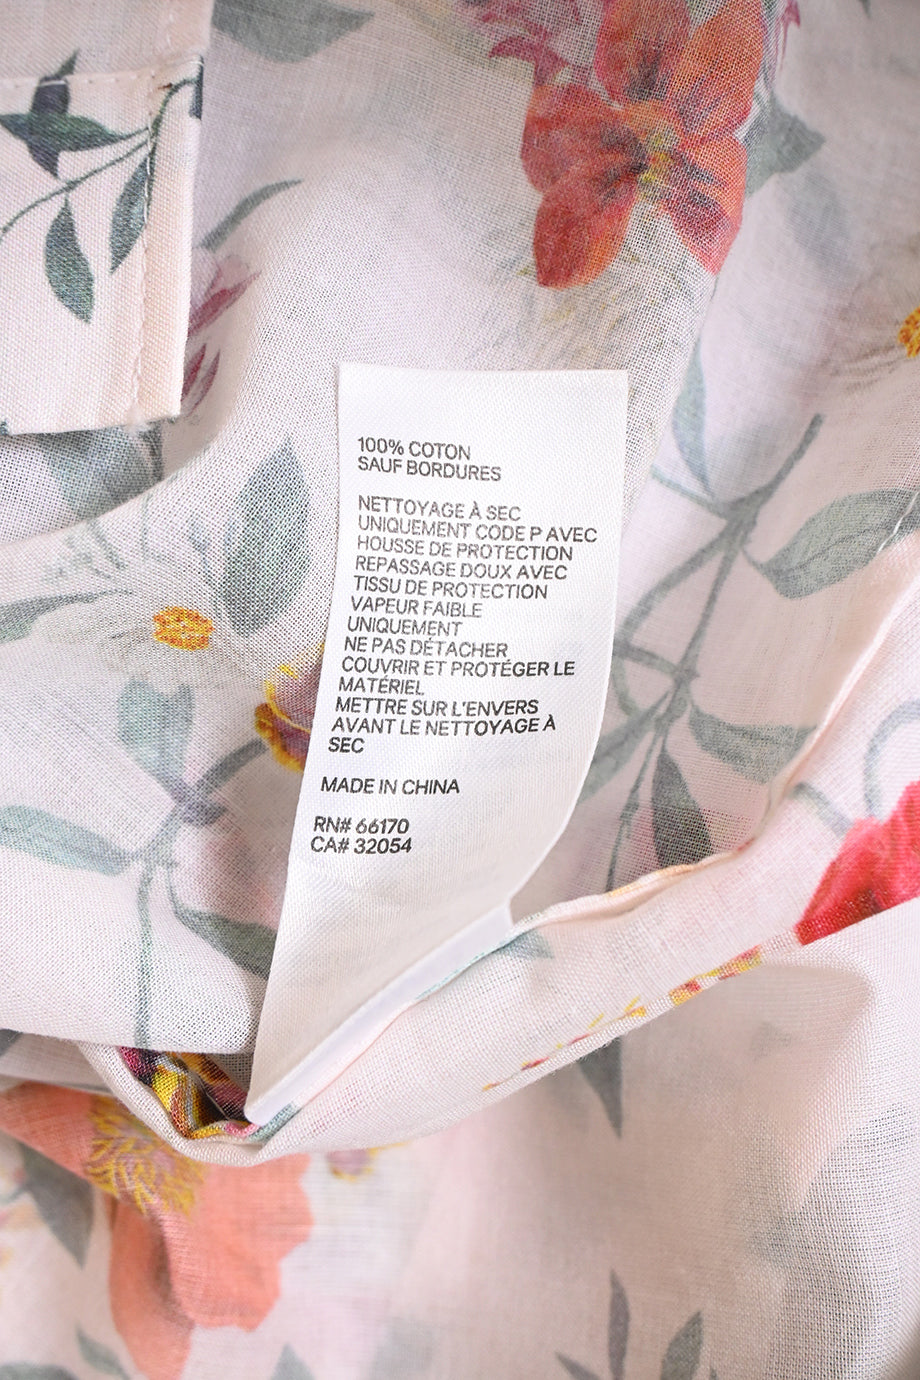 100% COTON
SAUF BORDURES
NETTOYAGE À SEC
UNIQUEMENT CODE P AVEC
HOUSSE DE PROTECTION
REPASSAGE DOUX AVEC
TISSU DE PROTECTION
VAPEUR FAIBLE
UNIQUEMENT
NE PAS DÉTACHER
COUVRIR ET PROTÉGER LE
MATÉRIEL
METTRE SUR L'ENVERS
AVANT LE NETTOYAGE À
SEC
MADE IN CHINA
RN# 66170
CA# 32054